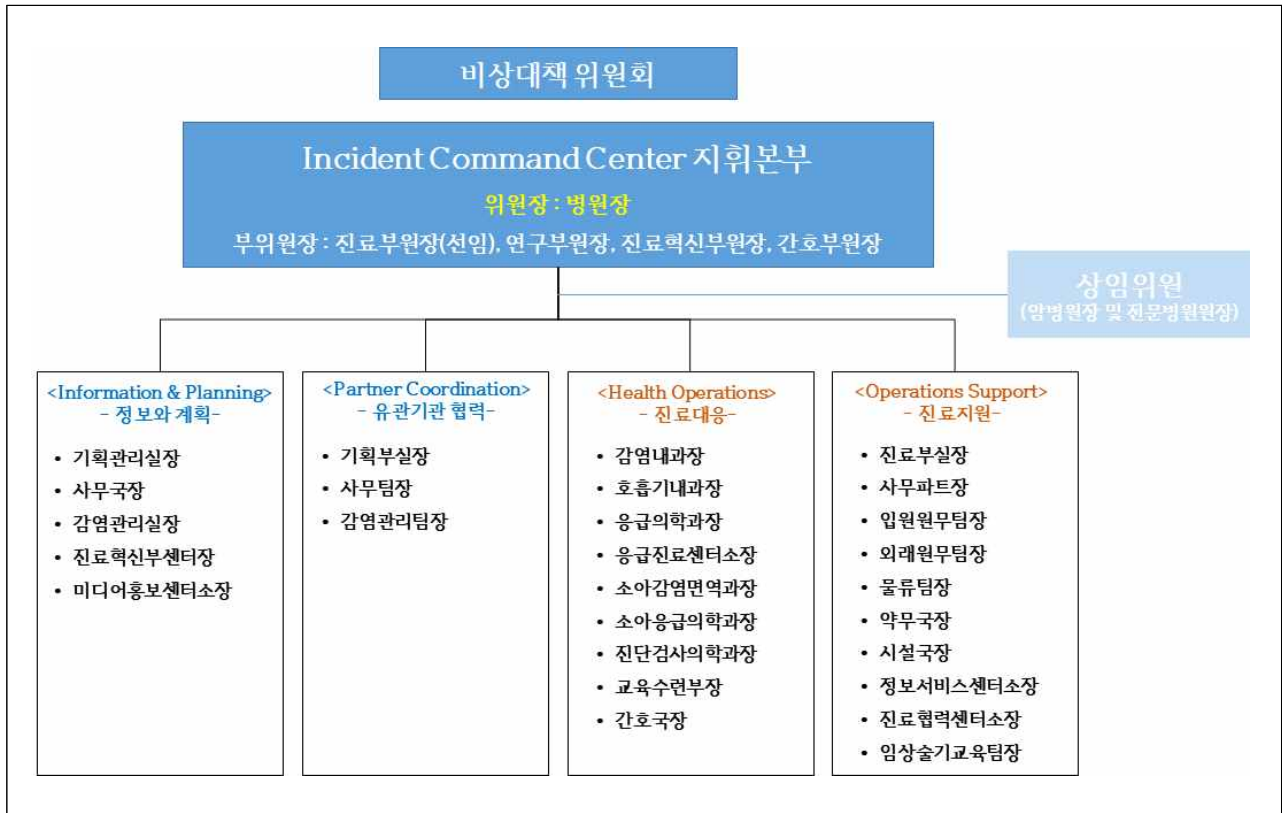 비상대책 위원회
Incident Command Center 지휘본부
위원장 : 병원장
부위원장 : 진료부원장(선임), 연구부원장, 진료혁신부원장, 간호부원장
상임위원
(암병원장 및 전문병원원장)
<Information & Planning>
- 정보와 계획-
• 기획관리실장
• 사무국장
• 감염관리실장
• 진료혁신부센터장
• 미디어홍보센터소장
<Partner Coordination>
- 유관기관 협력-
• 기획부실장
• 사무팀장
• 감염관리팀장
<Health Operations>
- 진료대응-
• 감염내과장
• 호흡기내과장
• 응급의학과장
• 응급진료센터소장
• 소아감염면역과장
• 소아응급의학과장
• 진단검사의학과장
• 교육수련부장
• 간호국장
<Operations Support>
- 진료지원-
• 진료부실장
• 사무파트장
• 입원원무팀장
• 외래원무팀장
• 물류팀장
• 약무국장
• 시설국장
• 정보서비스센터소장
• 진료협력센터소장
• 임상술기교육팀장